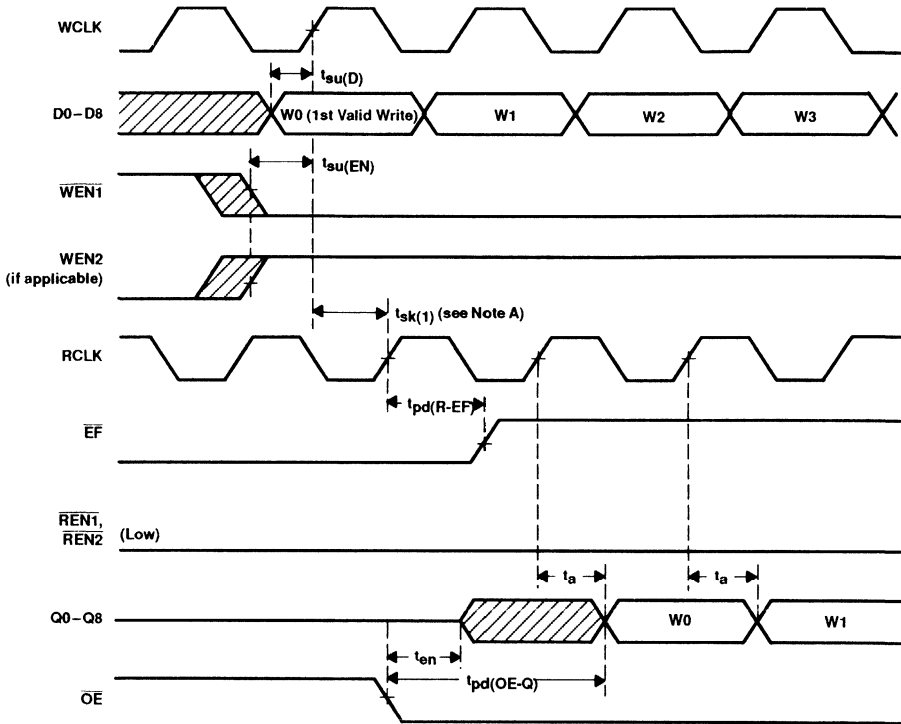 WCLK
tsu(D)
D0–D8
W0 (1st Valid Write)
W1
W2
W3
tsu(EN)
WEN1
WEN2
(if applicable)
tsk(1) (see Note A)
RCLK
tpd(R-EF)
EF
REN1,
REN2
(Low)
ta
ta
Q0–Q8
W0
W1
ten
tpd(OE-Q)
OE